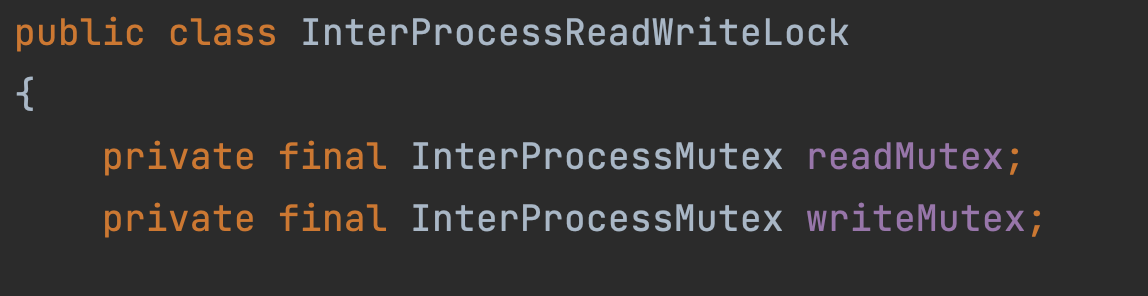 public class InterProcessReadWriteLock
{
    private final InterProcessMutex readMutex;
    private final InterProcessMutex writeMutex;